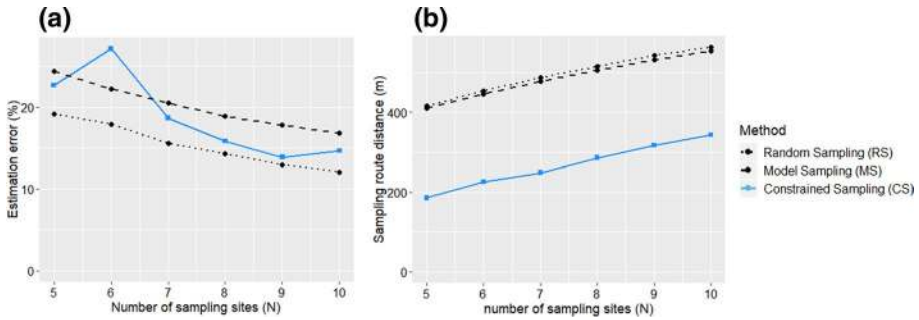 (a)
(b)
Estimation error (%)
20
10
0
5 6 7 8 9 10
Number of sampling sites (N)
Sampling route distance (m)
400
200
0
5 6 7 8 9 10
number of sampling sites (N)
Method
Random Sampling (RS)
Model Sampling (MS)
Constrained Sampling (CS)